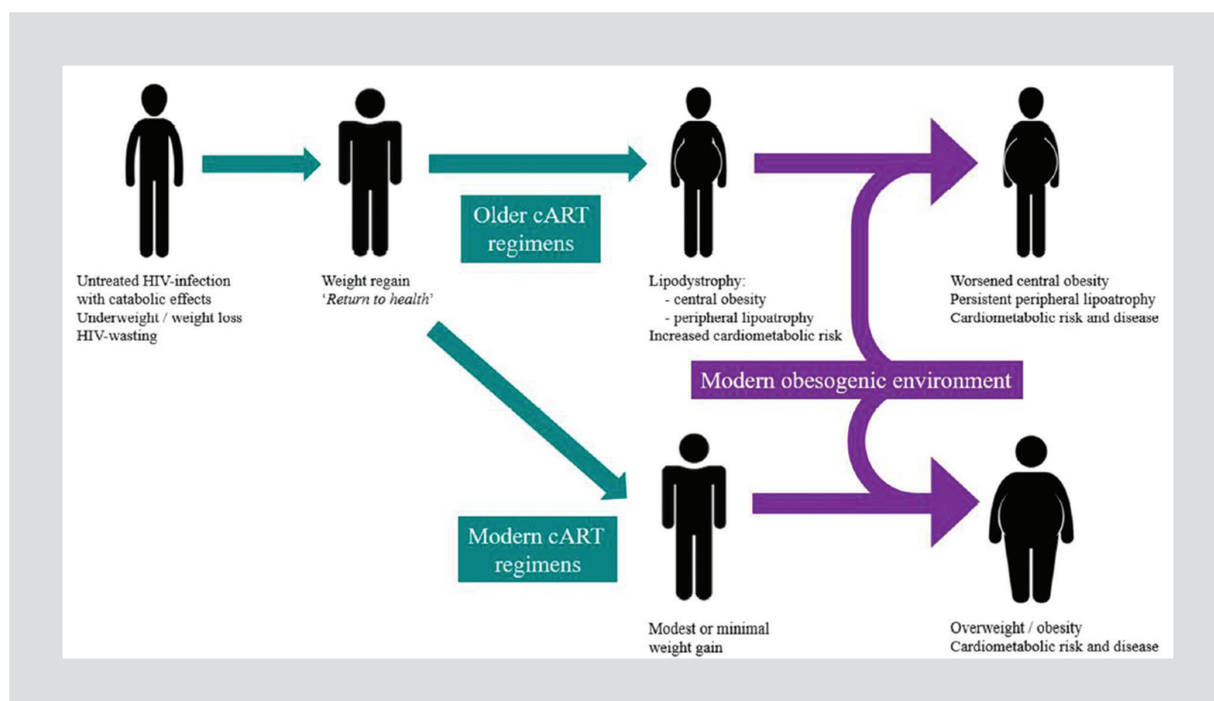 Older cART
regimens
Untreated HIV-infection
with catabolic effects
Underweight / weight loss
HIV-wasting
Weight regain
‘Return to health’
Lipodystrophy:
- central obesity
- peripheral lipoatrophy
Increased cardiometabolic risk
Worsened central obesity
Persistent peripheral lipoatrophy
Cardiometabolic risk and disease
Modern obesogenic environment
Modern cART
regimens
Modest or minimal
weight gain
Overweight / obesity
Cardiometabolic risk and disease